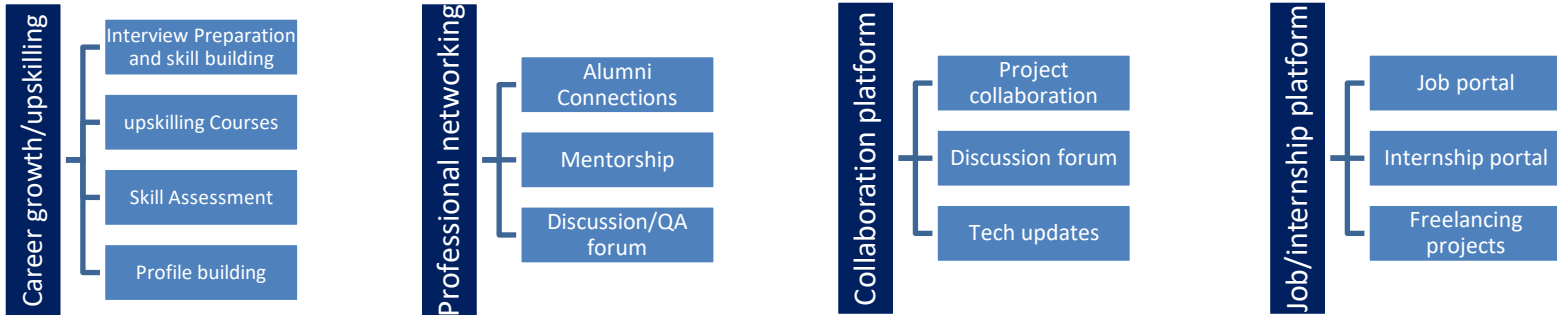 Career growth/upskilling
Interview Preparation
and skill building
upskilling Courses
Skill Assessment
Profile building
Professional networking
Alumni
Connections
Mentorship
Discussion/QA
forum
Collaboration platform
Project
collaboration
Discussion forum
Tech updates
Job/internship platform
Job portal
Internship portal
Freelancing
projects